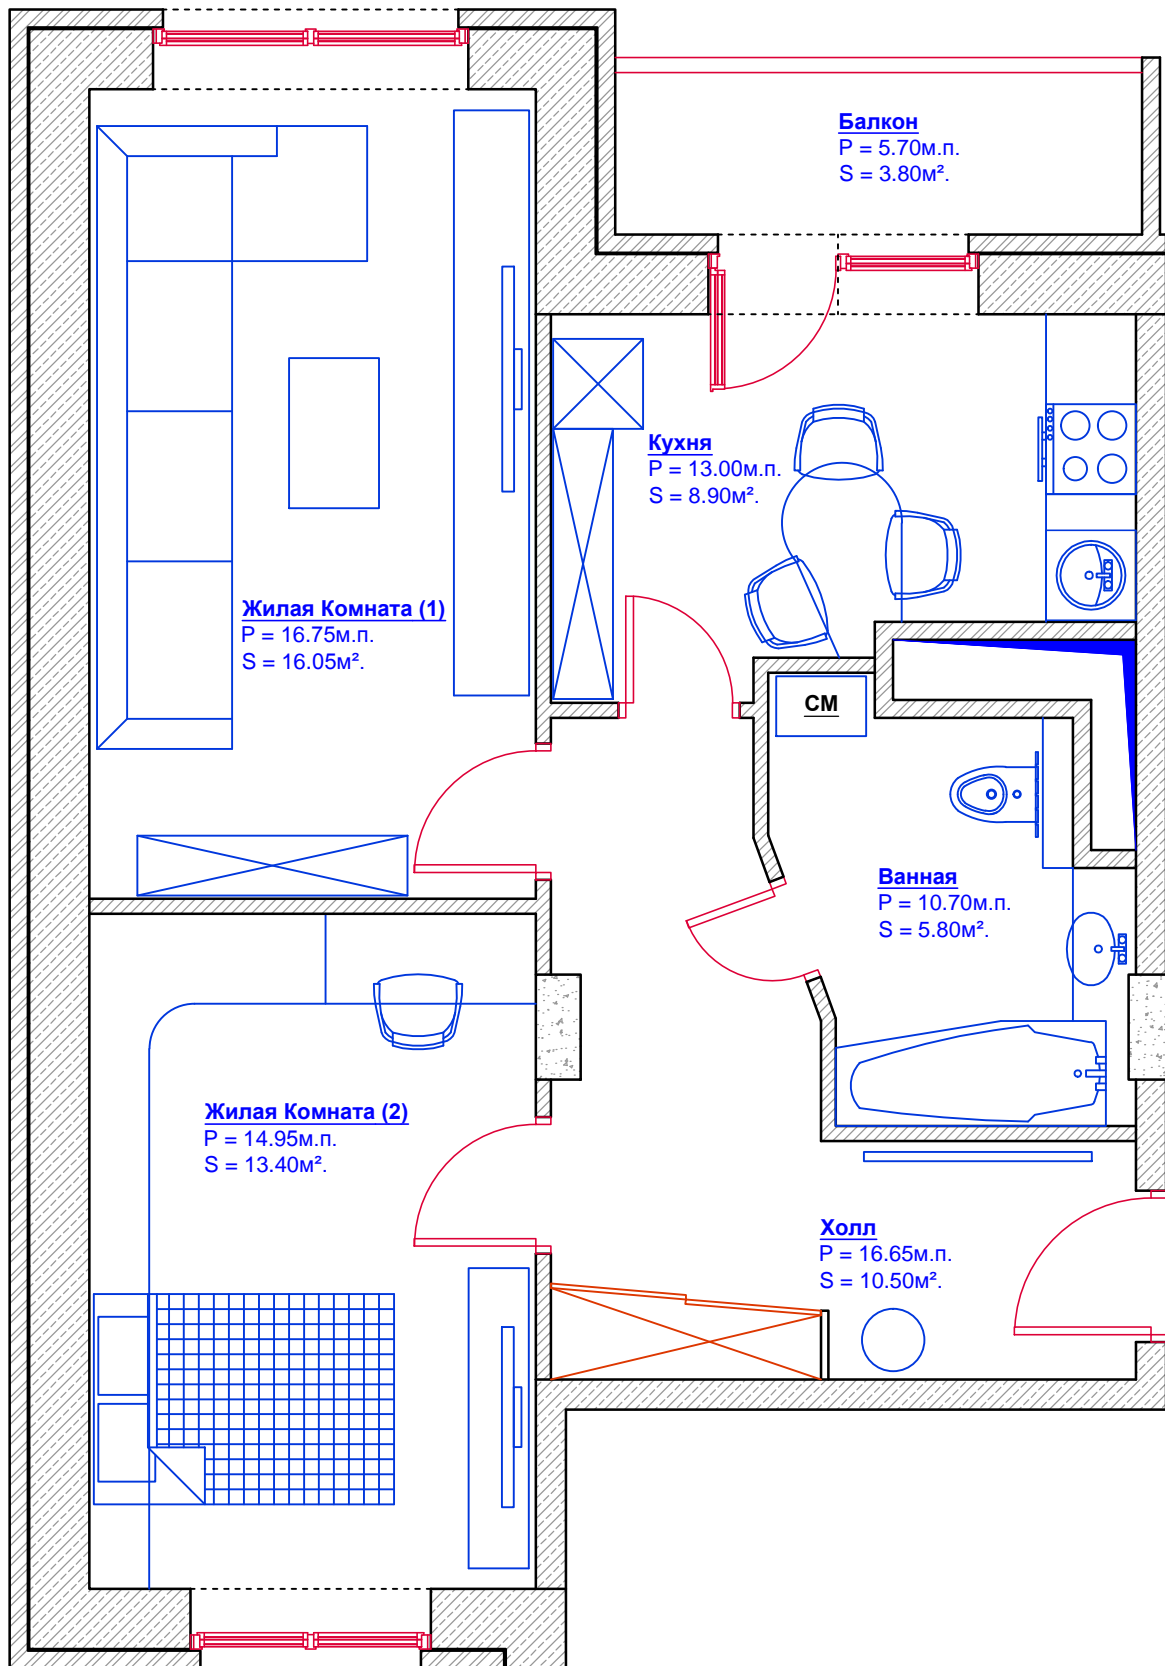 Балкон
P = 5.70м.п.
S = 3.80м².
Кухня
P = 13.00м.п.
S = 8.90м².
Жилая Комната (1)
P = 16.75м.п.
S = 16.05м².
СМ
Ванная
P = 10.70м.п.
S = 5.80м².
Жилая Комната (2)
P = 14.95м.п.
S = 13.40м².
Холл
P = 16.65м.п.
S = 10.50м².